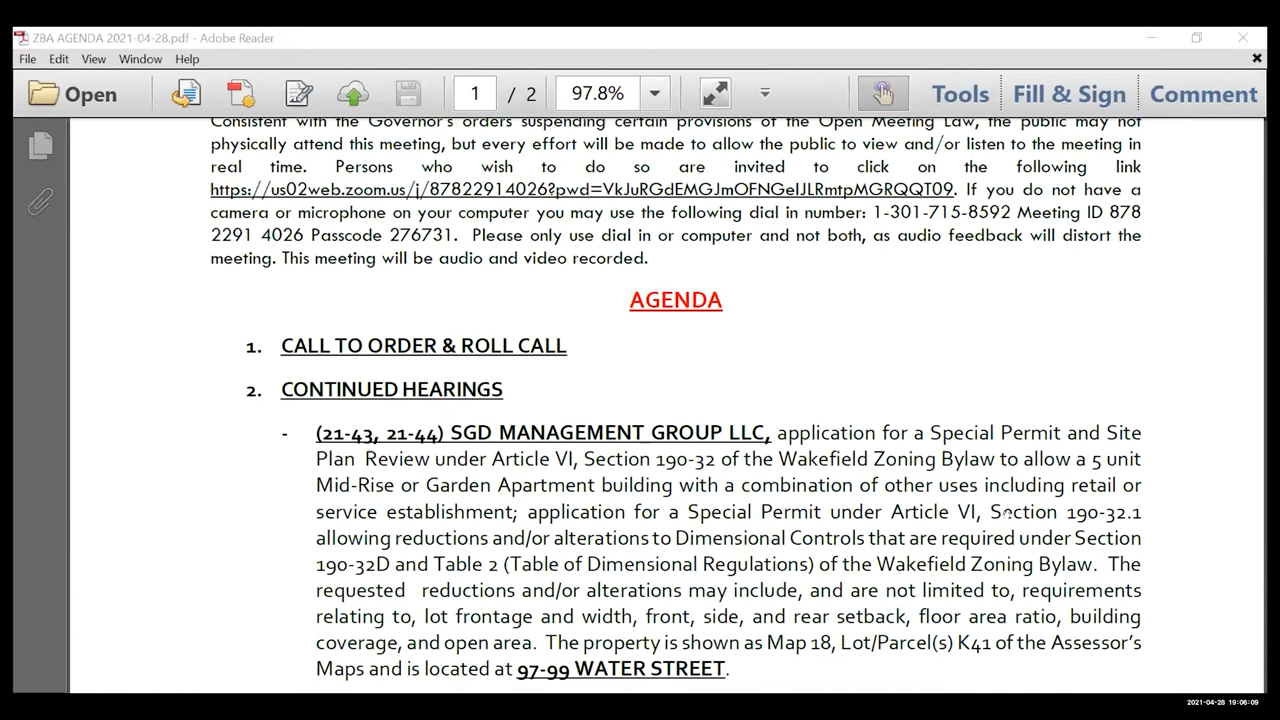 ZBA AGENDA 2021-04-28.pdf - Adobe Reader
File Edit View Window Help
Open 1 / 2 97.8% Tools Fill & Sign Comment
Consistent with the Governor's orders suspending certain provisions of the Open Meeting Law, the public may not
physically attend this meeting, but every effort will be made to allow the public to view and/or listen to the meeting in
real time. Persons who wish to do so are invited to click on the following link
https://us02web.zoom.us/j/87822914026?pwd=VkJuRGdEMGJmOFNGeIJLRmtpMGRQQT09. If you do not have a
camera or microphone on your computer you may use the following dial in number: 1-301-715-8592 Meeting ID 878
2291 4026 Passcode 276731. Please only use dial in or computer and not both, as audio feedback will distort the
meeting. This meeting will be audio and video recorded.
AGENDA
1. CALL TO ORDER & ROLL CALL
2. CONTINUED HEARINGS
- (21-43, 21-44) SGD MANAGEMENT GROUP LLC, application for a Special Permit and Site
Plan Review under Article VI, Section 190-32 of the Wakefield Zoning Bylaw to allow a 5 unit
Mid-Rise or Garden Apartment building with a combination of other uses including retail or
service establishment; application for a Special Permit under Article VI, Section 190-32.1
allowing reductions and/or alterations to Dimensional Controls that are required under Section
190-32D and Table 2 (Table of Dimensional Regulations) of the Wakefield Zoning Bylaw. The
requested reductions and/or alterations may include, and are not limited to, requirements
relating to, lot frontage and width, front, side, and rear setback, floor area ratio, building
coverage, and open area. The property is shown as Map 18, Lot/Parcel(s) K41 of the Assessor's
Maps and is located at 97-99 WATER STREET.
2021-04-28 19:06:09